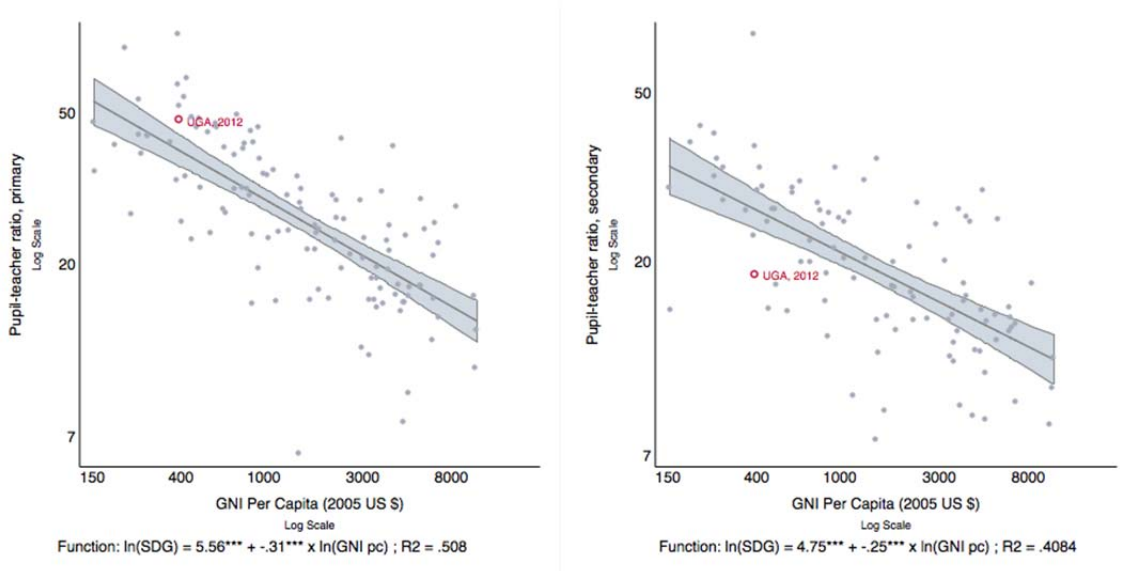 Pupil-teacher ratio, primary
Log Scale
50
20
7
UGA, 2012
150 400 1000 3000 8000
GNI Per Capita (2005 US $)
Log Scale
Function: ln(SDG) = 5.56*** + -.31*** x ln(GNI pc) ; R2 = .508
Pupil-teacher ratio, secondary
Log Scale
50
20
7
UGA, 2012
150 400 1000 3000 8000
GNI Per Capita (2005 US $)
Log Scale
Function: ln(SDG) = 4.75*** + -.25*** x ln(GNI pc) ; R2 = .4084